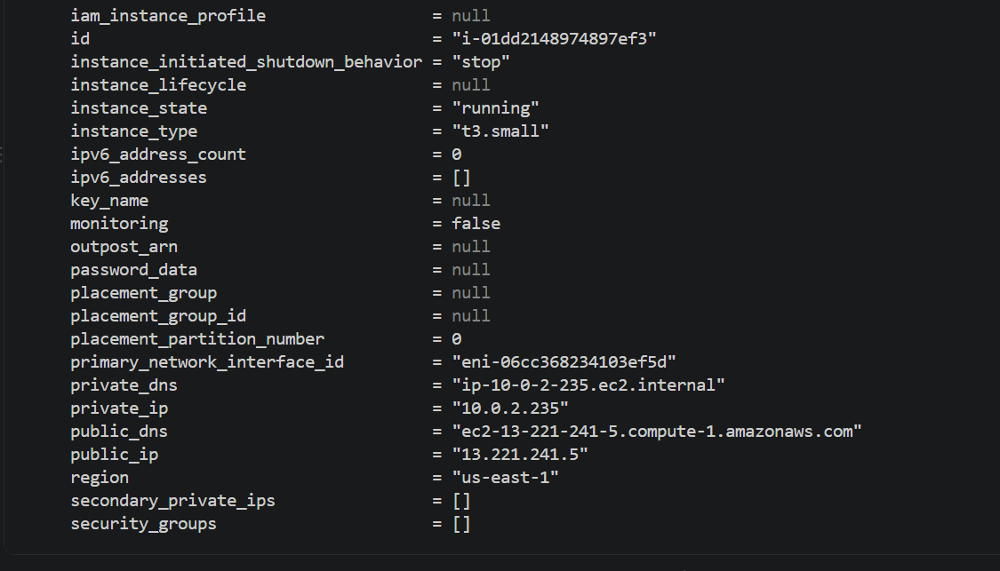 iam_instance_profile = null
id = "i-01dd2148974897ef3"
instance_initiated_shutdown_behavior = "stop"
instance_lifecycle = null
instance_state = "running"
instance_type = "t3.small"
ipv6_address_count = 0
ipv6_addresses = []
key_name = null
monitoring = false
outpost_arn = null
password_data = null
placement_group = null
placement_group_id = null
placement_partition_number = 0
primary_network_interface_id = "eni-06cc368234103ef5d"
private_dns = "ip-10-0-2-235.ec2.internal"
private_ip = "10.0.2.235"
public_dns = "ec2-13-221-241-5.compute-1.amazonaws.com"
public_ip = "13.221.241.5"
region = "us-east-1"
secondary_private_ips = []
security_groups = []